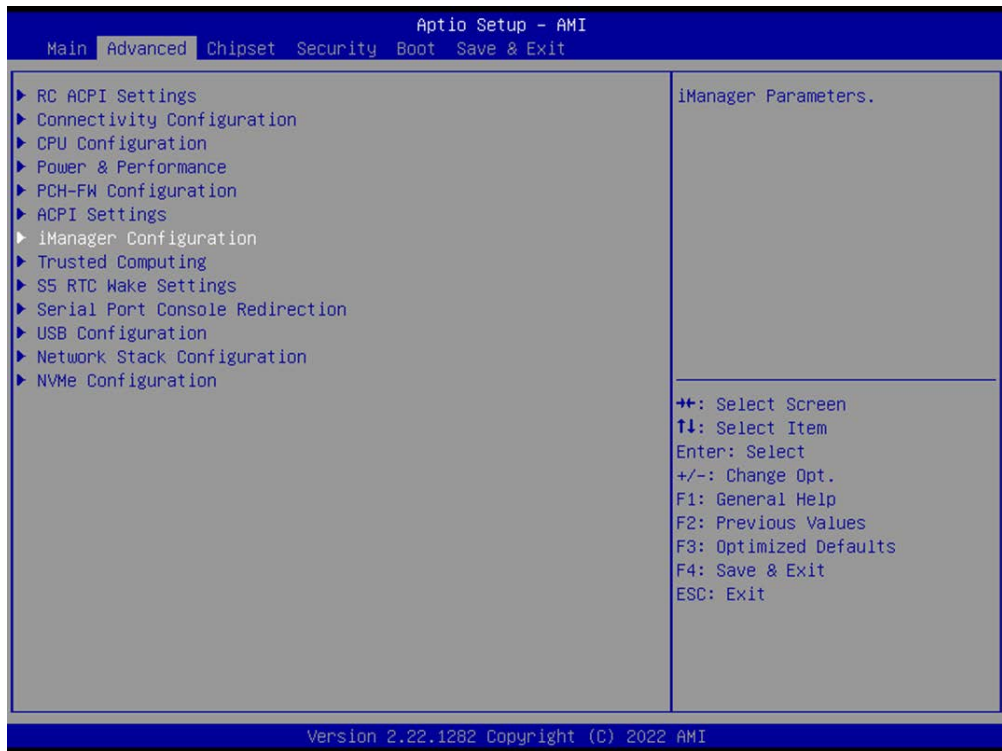 Aptio Setup – AMI
Main Advanced Chipset Security Boot Save & Exit
▶ RC ACPI Settings
▶ Connectivity Configuration
▶ CPU Configuration
▶ Power & Performance
▶ PCH-FW Configuration
▶ ACPI Settings
▶ iManager Configuration
▶ Trusted Computing
▶ S5 RTC Wake Settings
▶ Serial Port Console Redirection
▶ USB Configuration
▶ Network Stack Configuration
▶ NVMe Configuration
iManager Parameters.
→←: Select Screen
↑↓: Select Item
Enter: Select
+/-: Change Opt.
F1: General Help
F2: Previous Values
F3: Optimized Defaults
F4: Save & Exit
ESC: Exit
Version 2.22.1282 Copyright (C) 2022 AMI